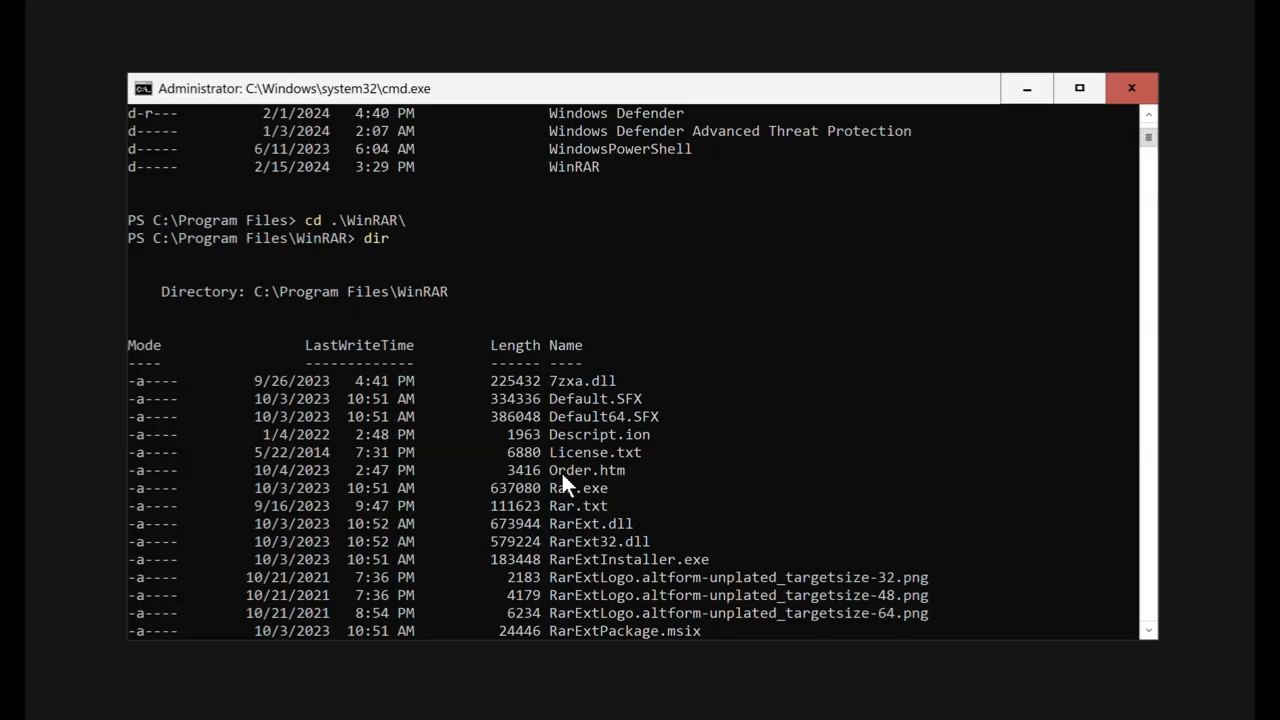 Administrator: C:\Windows\system32\cmd.exe
d-r--- 2/1/2024 4:40 PM Windows Defender
d----- 1/3/2024 2:07 AM Windows Defender Advanced Threat Protection
d----- 6/11/2023 6:04 AM WindowsPowerShell
d----- 2/15/2024 3:29 PM WinRAR
PS C:\Program Files> cd .\WinRAR\
PS C:\Program Files\WinRAR> dir
Directory: C:\Program Files\WinRAR
Mode LastWriteTime Length Name
---- ------------- ------ ----
-a---- 9/26/2023 4:41 PM 225432 7zxa.dll
-a---- 10/3/2023 10:51 AM 334336 Default.SFX
-a---- 10/3/2023 10:51 AM 386048 Default64.SFX
-a---- 1/4/2022 2:48 PM 1963 Descript.ion
-a---- 5/22/2014 7:31 PM 6880 License.txt
-a---- 10/4/2023 2:47 PM 3416 Order.htm
-a---- 10/3/2023 10:51 AM 637080 Rar.exe
-a---- 9/16/2023 9:47 PM 111623 Rar.txt
-a---- 10/3/2023 10:52 AM 673944 RarExt.dll
-a---- 10/3/2023 10:52 AM 579224 RarExt32.dll
-a---- 10/3/2023 10:51 AM 183448 RarExtInstaller.exe
-a---- 10/21/2021 7:36 PM 2183 RarExtLogo.altform-unplated_targetsize-32.png
-a---- 10/21/2021 7:36 PM 4179 RarExtLogo.altform-unplated_targetsize-48.png
-a---- 10/21/2021 8:54 PM 6234 RarExtLogo.altform-unplated_targetsize-64.png
-a---- 10/3/2023 10:51 AM 24446 RarExtPackage.msix